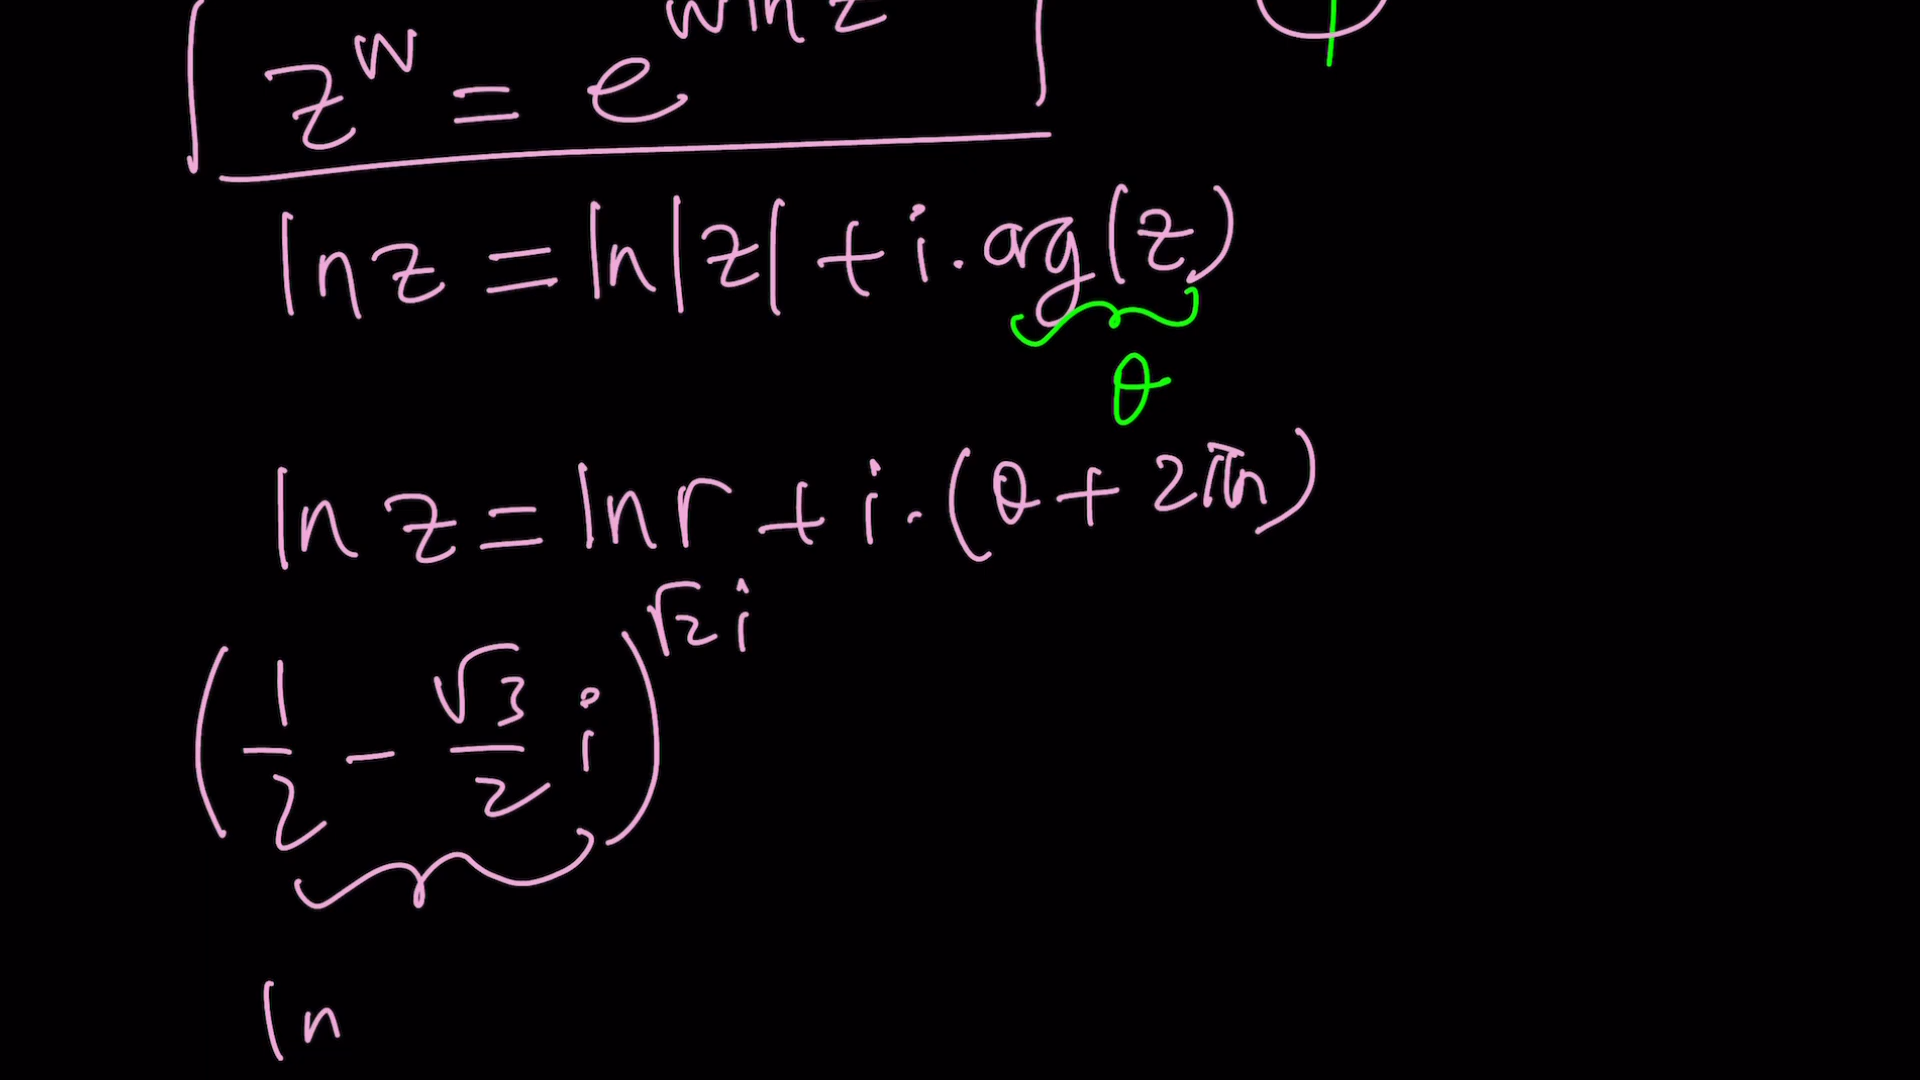 z^w = e^(w ln z)
ln z = ln|z| + i · arg(z)
θ
ln z = ln r + i · (θ + 2πn)
(1/2 - √3/2 i)^(√2 i)
ln